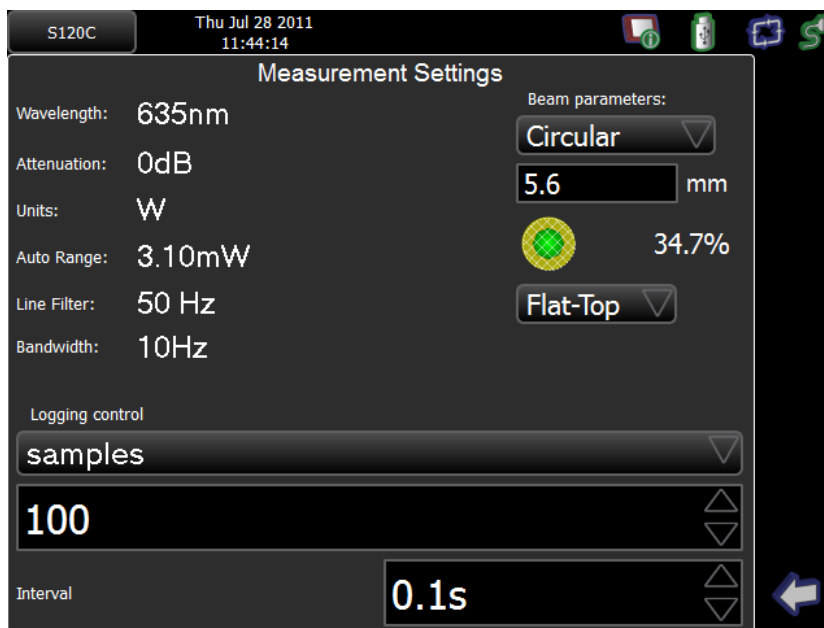 S120C
Thu Jul 28 2011
11:44:14
Measurement Settings
Wavelength: 635nm
Attenuation: 0dB
Units: W
Auto Range: 3.10mW
Line Filter: 50 Hz
Bandwidth: 10Hz
Beam parameters:
Circular
5.6 mm
34.7%
Flat-Top
Logging control
samples
100
Interval 0.1s